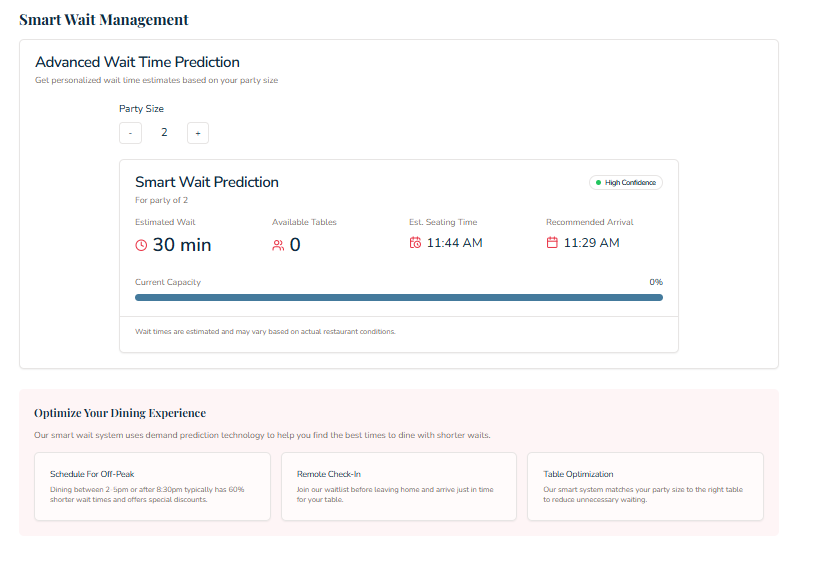 Smart Wait Management
Advanced Wait Time Prediction
Get personalized wait time estimates based on your party size
Party Size
- 2 +
Smart Wait Prediction
High Confidence
For party of 2
Estimated Wait
Available Tables
Est. Seating Time
Recommended Arrival
30 min
0
11:44 AM
11:29 AM
Current Capacity
0%
Wait times are estimated and may vary based on actual restaurant conditions.
Optimize Your Dining Experience
Our smart wait system uses demand prediction technology to help you find the best times to dine with shorter waits.
Schedule For Off-Peak
Dining between 2-5pm or after 8:30pm typically has 60%
shorter wait times and offers special discounts.
Remote Check-In
Join our waitlist before leaving home and arrive just in time
for your table.
Table Optimization
Our smart system matches your party size to the right table
to reduce unnecessary waiting.